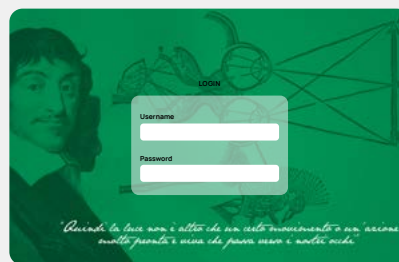 LOGIN
Username
Password
"Quindi la luce non è altro che un certo movimento o un'azione
molto pronta e viva che passa verso i nostri occhi"